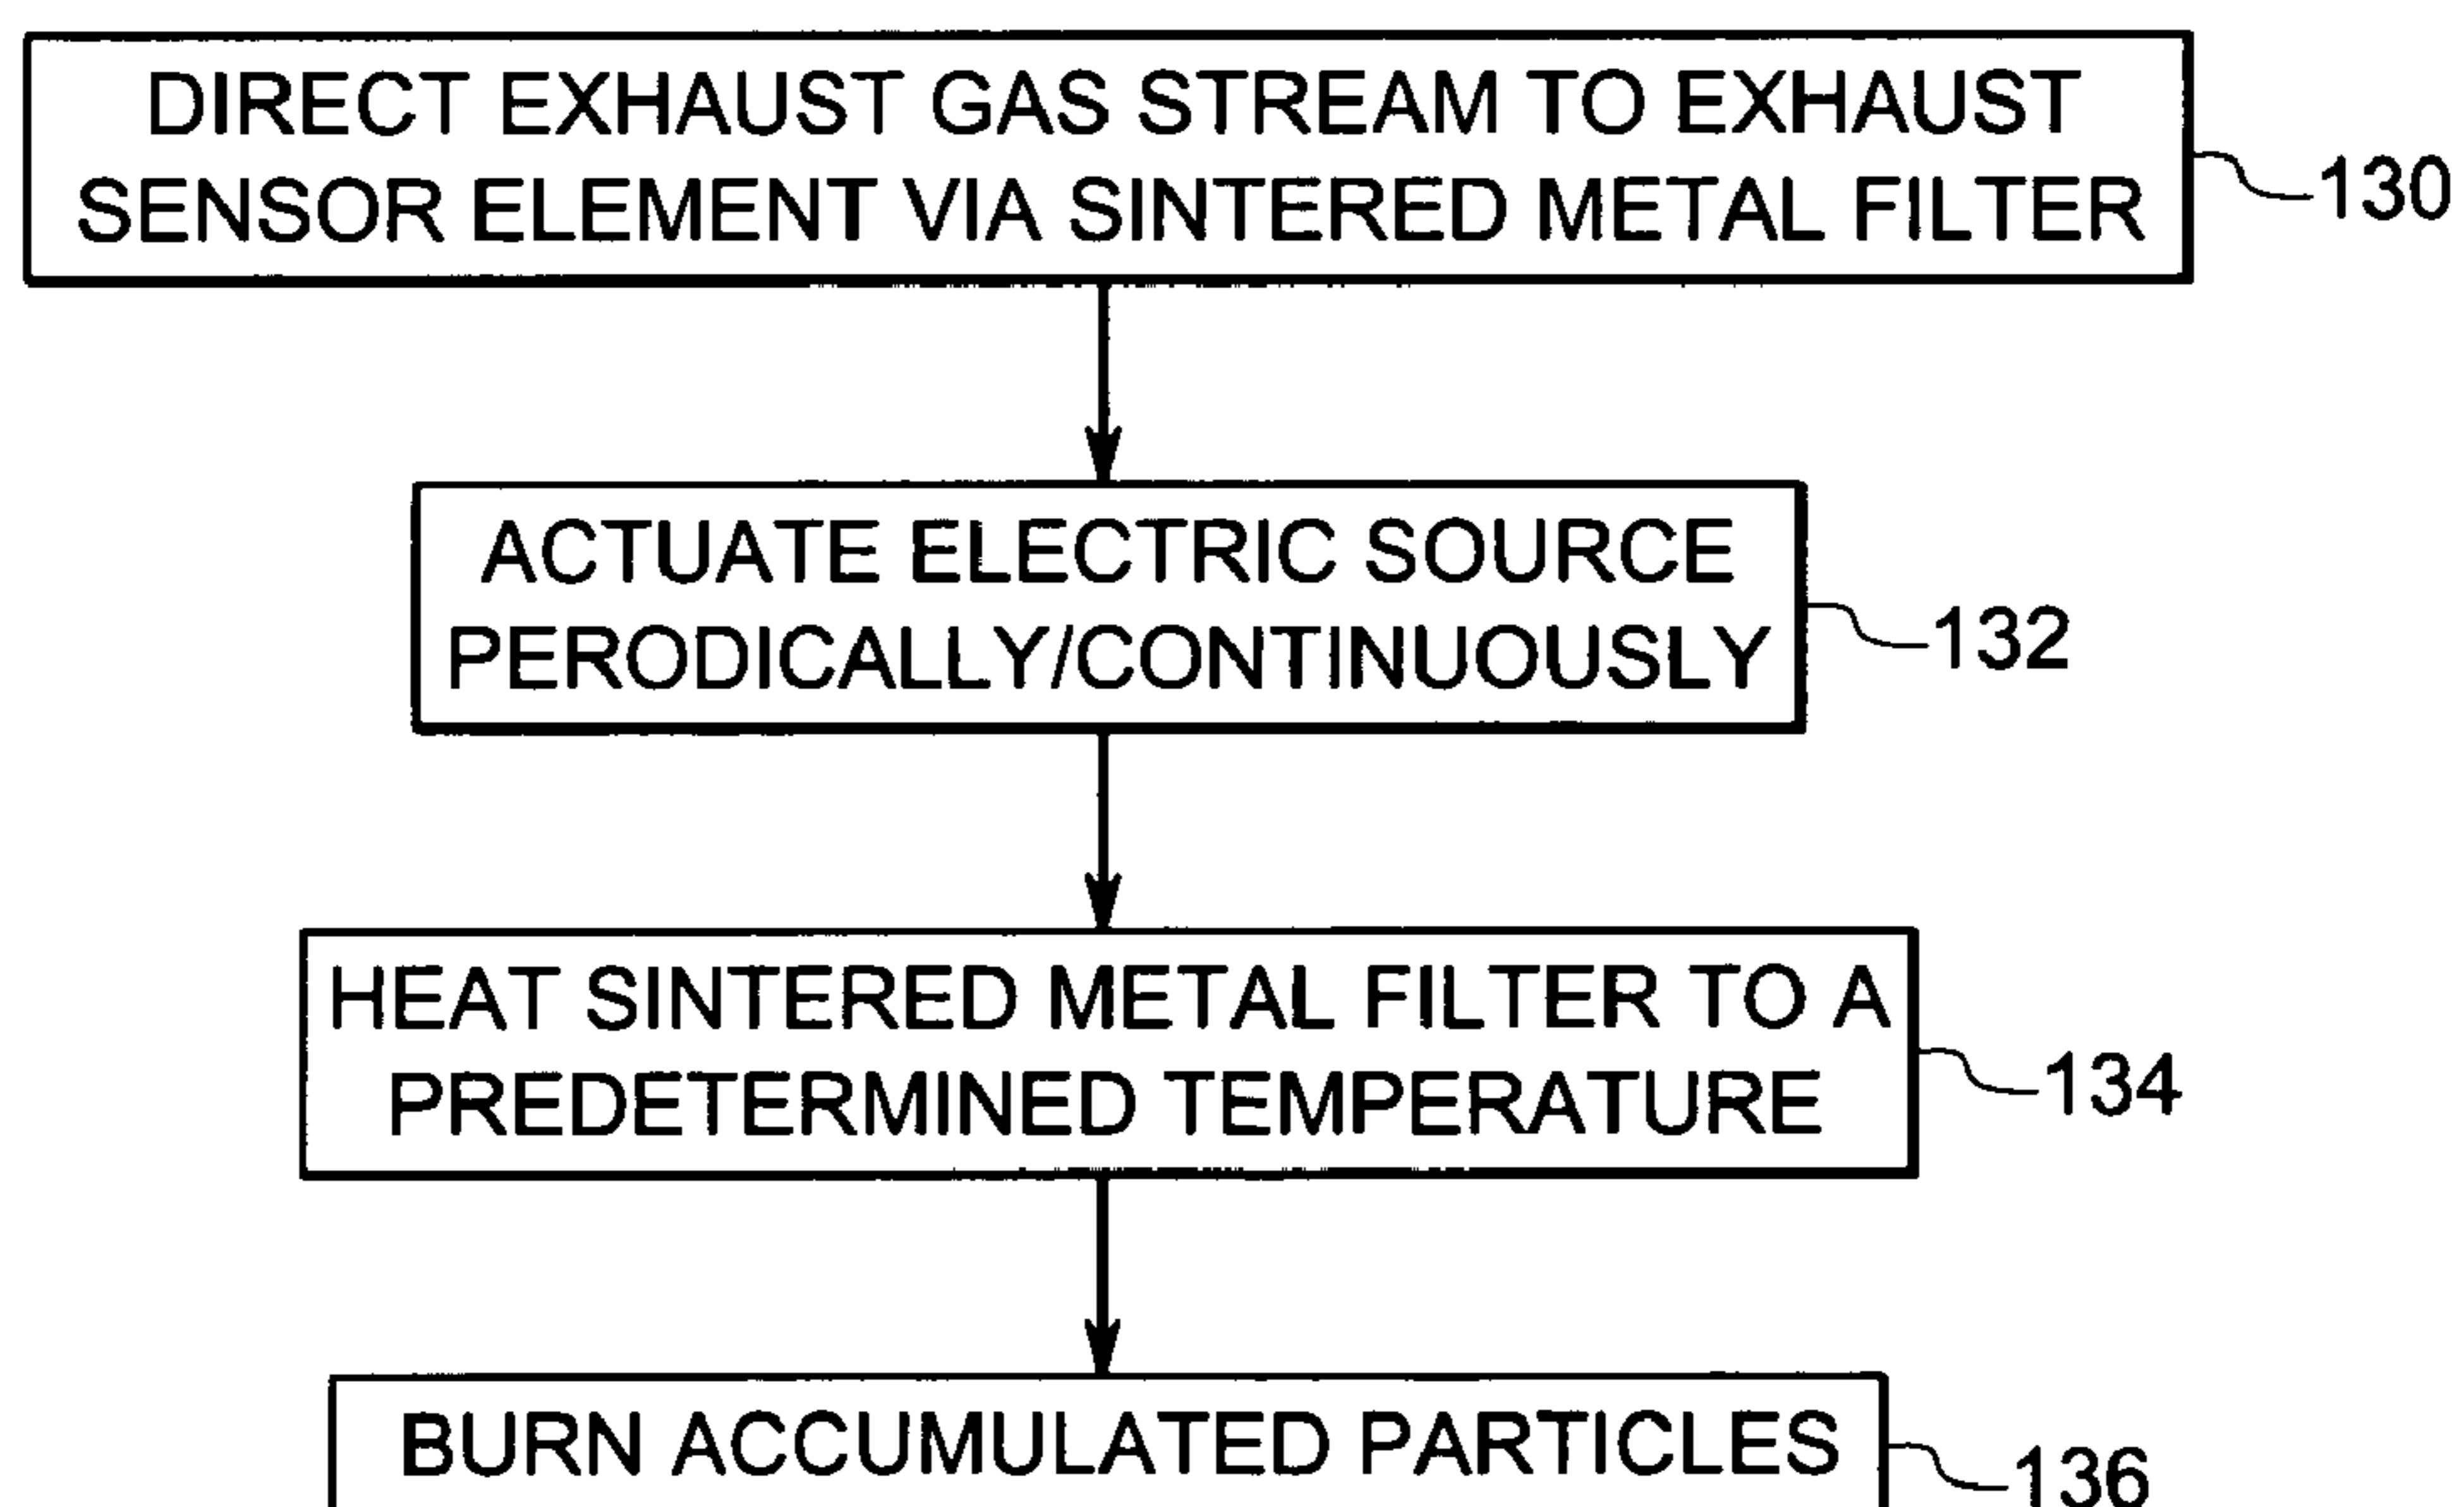 DIRECT EXHAUST GAS STREAM TO EXHAUST
SENSOR ELEMENT VIA SINTERED METAL FILTER
130
ACTUATE ELECTRIC SOURCE
PERODICALLY/CONTINUOUSLY
132
HEAT SINTERED METAL FILTER TO A
PREDETERMINED TEMPERATURE
134
BURN ACCUMULATED PARTICLES
136